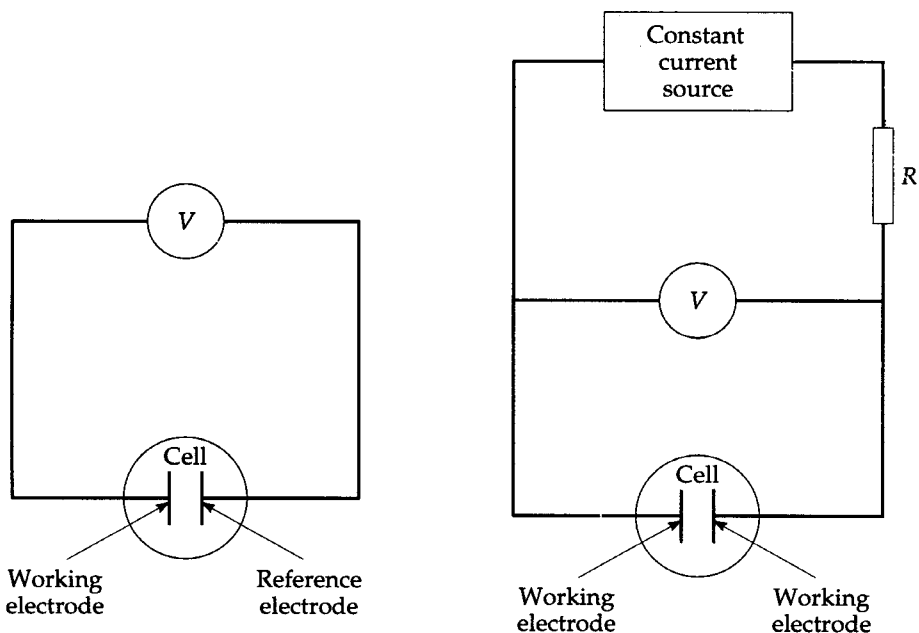 V
Cell
Working
electrode
Reference
electrode
Constant
current
source
R
V
Cell
Working
electrode
Working
electrode